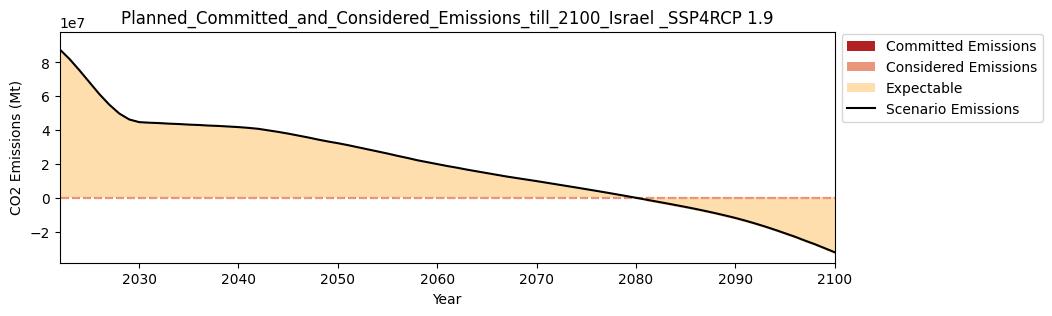 Planned_Committed_and_Considered_Emissions_till_2100_Israel _SSP4RCP 1.9
1e7
Committed Emissions
Considered Emissions
Expectable
Scenario Emissions
CO2 Emissions (Mt)
8
6
4
2
0
−2
2030 2040 2050 2060 2070 2080 2090 2100
Year